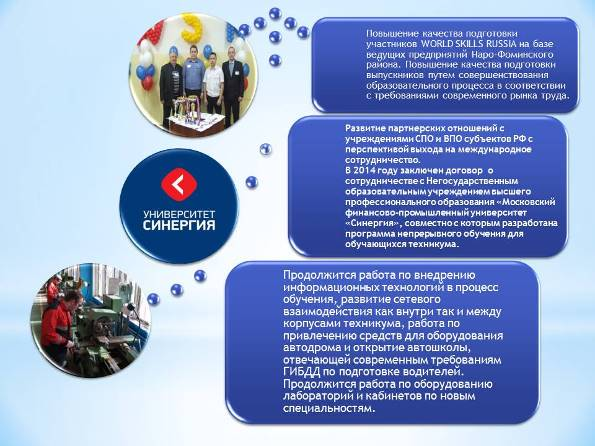 Повышение качества подготовки
участников WORLD SKILLS RUSSIA на базе
ведущих предприятий Наро-Фоминского
района. Повышение качества подготовки
выпускников путем совершенствования
образовательного процесса в соответствии
с требованиями современного рынка труда.
Развитие партнерских отношений с
учреждениями СПО и ВПО субъектов РФ с
перспективой выхода на международное
сотрудничество.
В 2014 году заключен договор о
сотрудничестве с Негосударственным
образовательным учреждением высшего
профессионального образования «Московский
финансово-промышленный университет
«Синергия», совместно с которым разработана
программа непрерывного обучения для
обучающихся техникума.
УНИВЕРСИТЕТ
СИНЕРГИЯ
Продолжится работа по внедрению
информационных технологий в процесс
обучения, развитие сетевого
взаимодействия как внутри так и между
корпусами техникума, работа по
привлечению средств для оборудования
автодрома и открытие автошколы,
отвечающей современным требованиям
ГИБДД по подготовке водителей.
Продолжится работа по оборудованию
лабораторий и кабинетов по новым
специальностям.